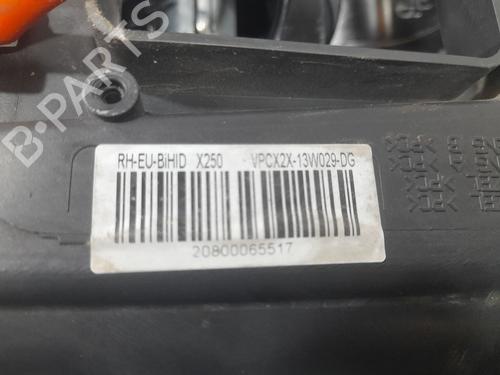 B-PARTS
RH-EU-BiHID X250 VPCX2X-13W029-DG
20800065517